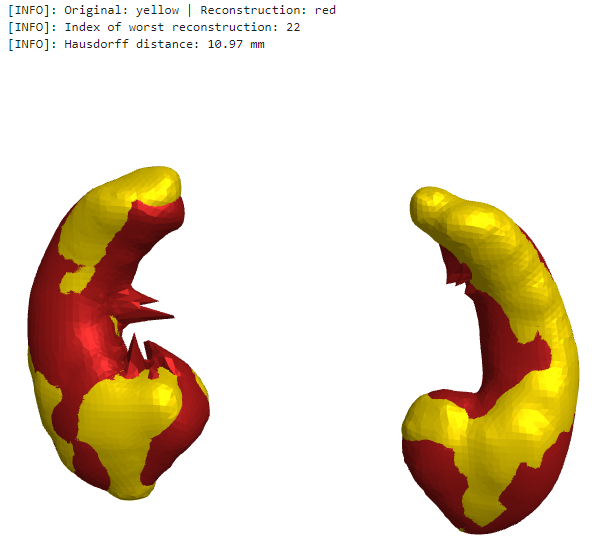 [INFO]: Original: yellow | Reconstruction: red
[INFO]: Index of worst reconstruction: 22
[INFO]: Hausdorff distance: 10.97 mm